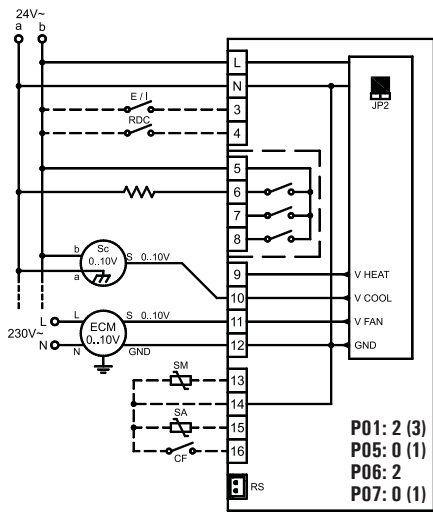 24V~
a b
L
N
JP2
E / I
3
RDC
4
5
6
7
8
b Sc
0..10V
a
S 0..10V
9 V HEAT
10 V COOL
L L S 0..10V
11 V FAN
230V~
ECM
0..10V
N N GND
12 GND
SM
13
14
SA
15
CF
16
RS
P01: 2 (3)
P05: 0 (1)
P06: 2
P07: 0 (1)